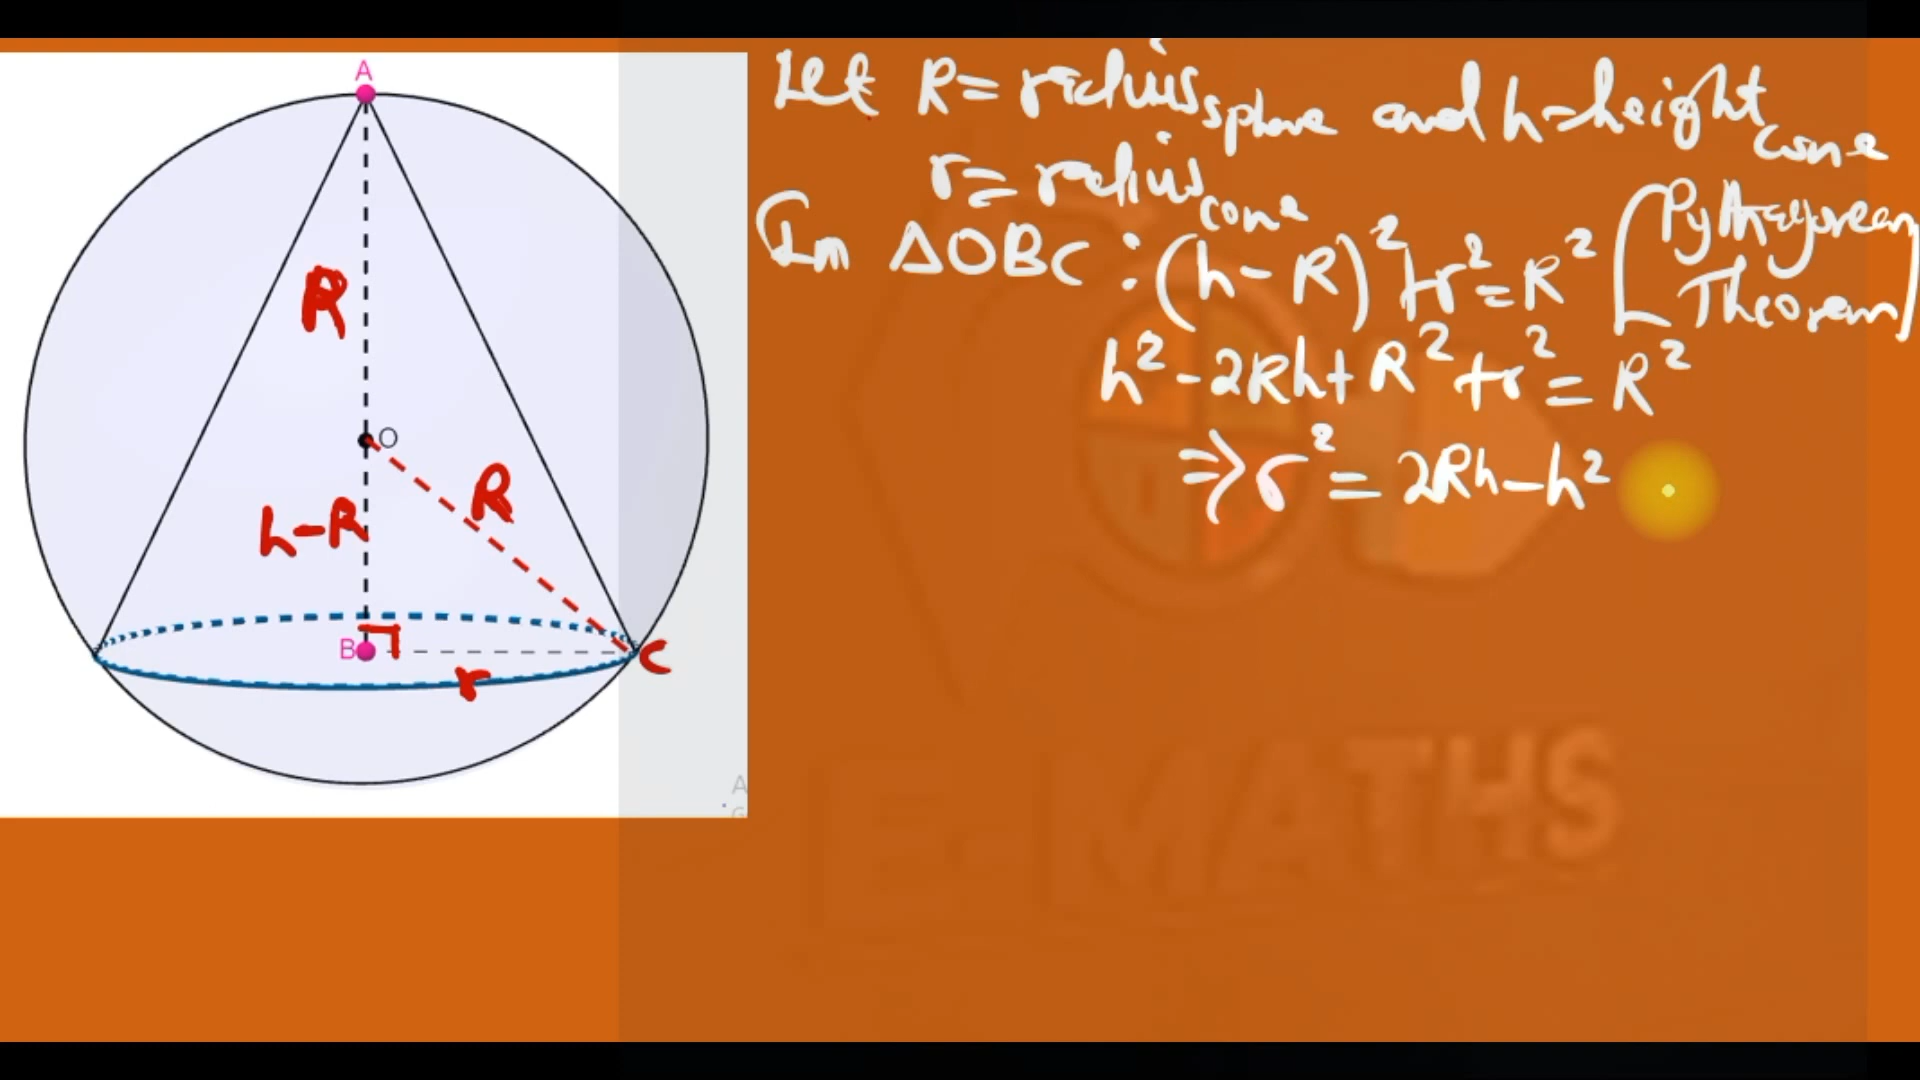 A
R
O
R
h-R
B
C
r
Let R = radius sphere and h = height cone
r = radius cone
In ΔOBC : (h-R)² + r² = R² [Pythagorean Theorem]
h² - 2Rh + R² + r² = R²
⇒ r² = 2Rh - h²
E-MATHS
A
G